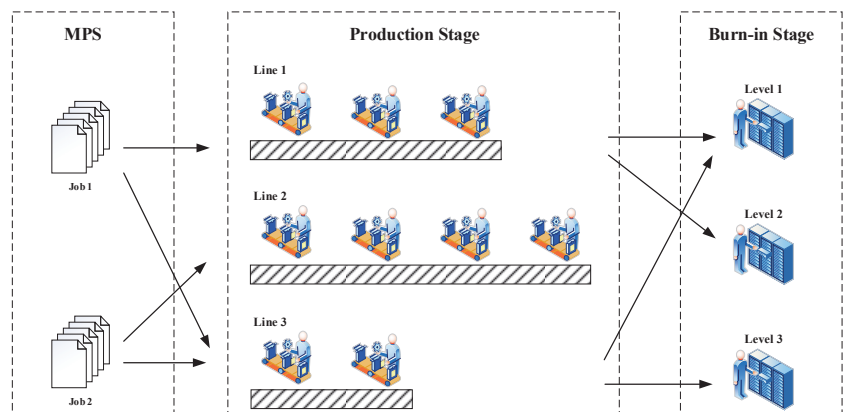 MPS
Production Stage
Burn-in Stage
Line 1
Level 1
Job 1
Line 2
Level 2
Line 3
Level 3
Job 2